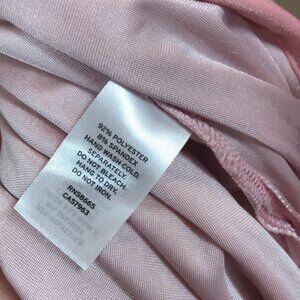 92% POLYESTER
8% SPANDEX
HAND WASH COLD.
SEPARATELY.
DO NOT BLEACH.
HANG TO DRY.
DO NOT IRON.
RN58665
CA57963